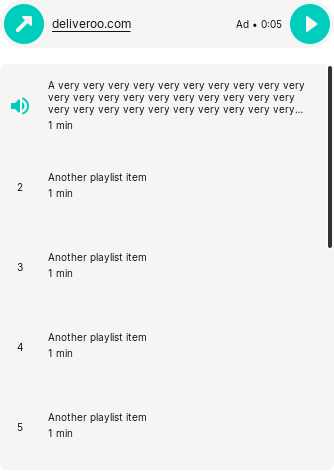 deliveroo.com
Ad • 0:05
A very very very very very very very very very very
very very very very very very very very very very
very very very very very very very very very very...
1 min
2
Another playlist item
1 min
3
Another playlist item
1 min
4
Another playlist item
1 min
5
Another playlist item
1 min